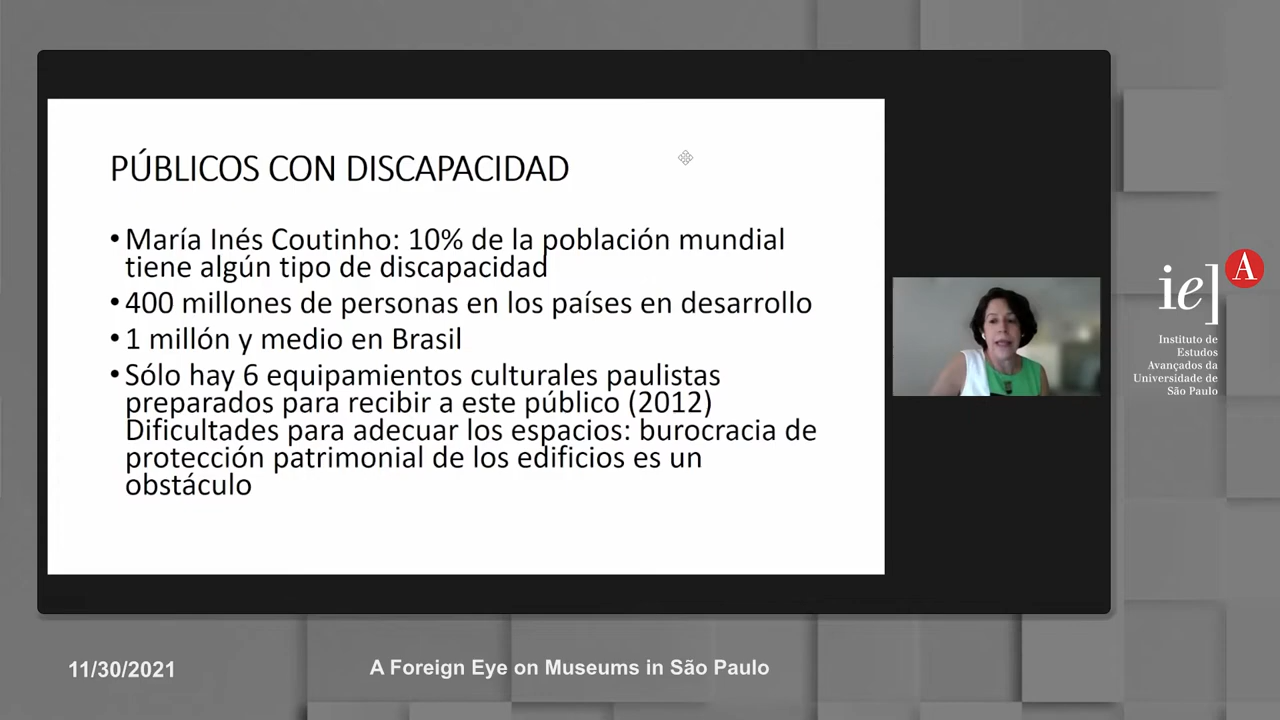 PÚBLICOS CON DISCAPACIDAD
• María Inés Coutinho: 10% de la población mundial
tiene algún tipo de discapacidad
• 400 millones de personas en los países en desarrollo
• 1 millón y medio en Brasil
• Sólo hay 6 equipamientos culturales paulistas
preparados para recibir a este público (2012)
Dificultades para adecuar los espacios: burocracia de
protección patrimonial de los edificios es un
obstáculo
ie] A
Instituto de
Estudos
Avançados da
Universidade de
São Paulo
11/30/2021
A Foreign Eye on Museums in São Paulo